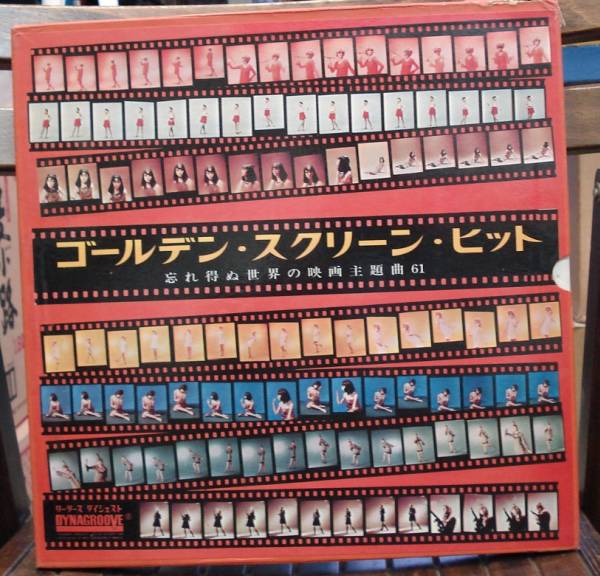 ゴールデン・スクリーン・ヒット
忘れ得ぬ世界の映画主題曲61
リーダーズ ダイジェスト
DYNAGROOVE®